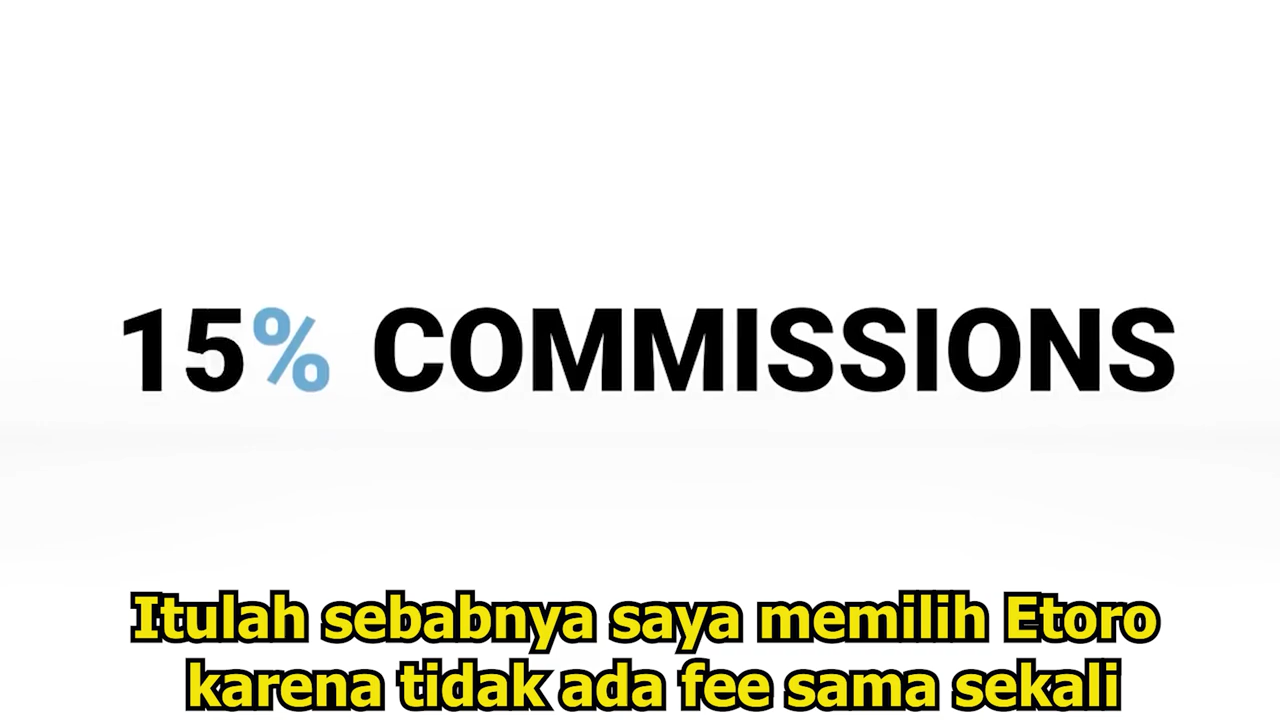 15% COMMISSIONS
Itulah sebabnya saya memilih Etoro
karena tidak ada fee sama sekali